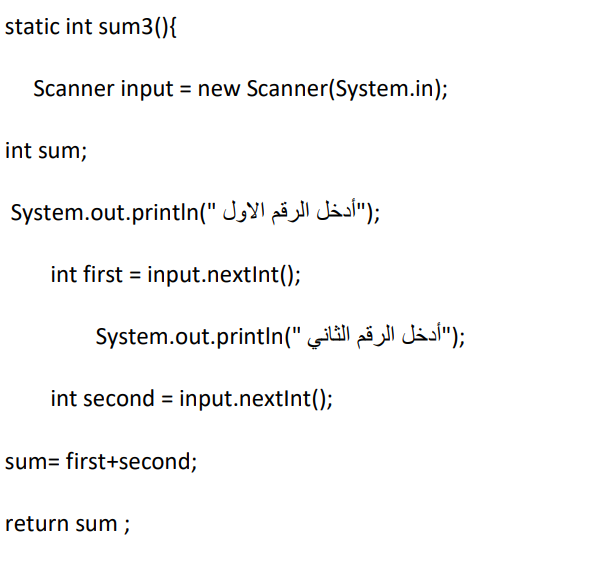 static int sum3(){
Scanner input = new Scanner(System.in);
int sum;
System.out.println(" أدخل الرقم الاول");
int first = input.nextInt();
System.out.println(" أدخل الرقم الثاني");
int second = input.nextInt();
sum= first+second;
return sum ;